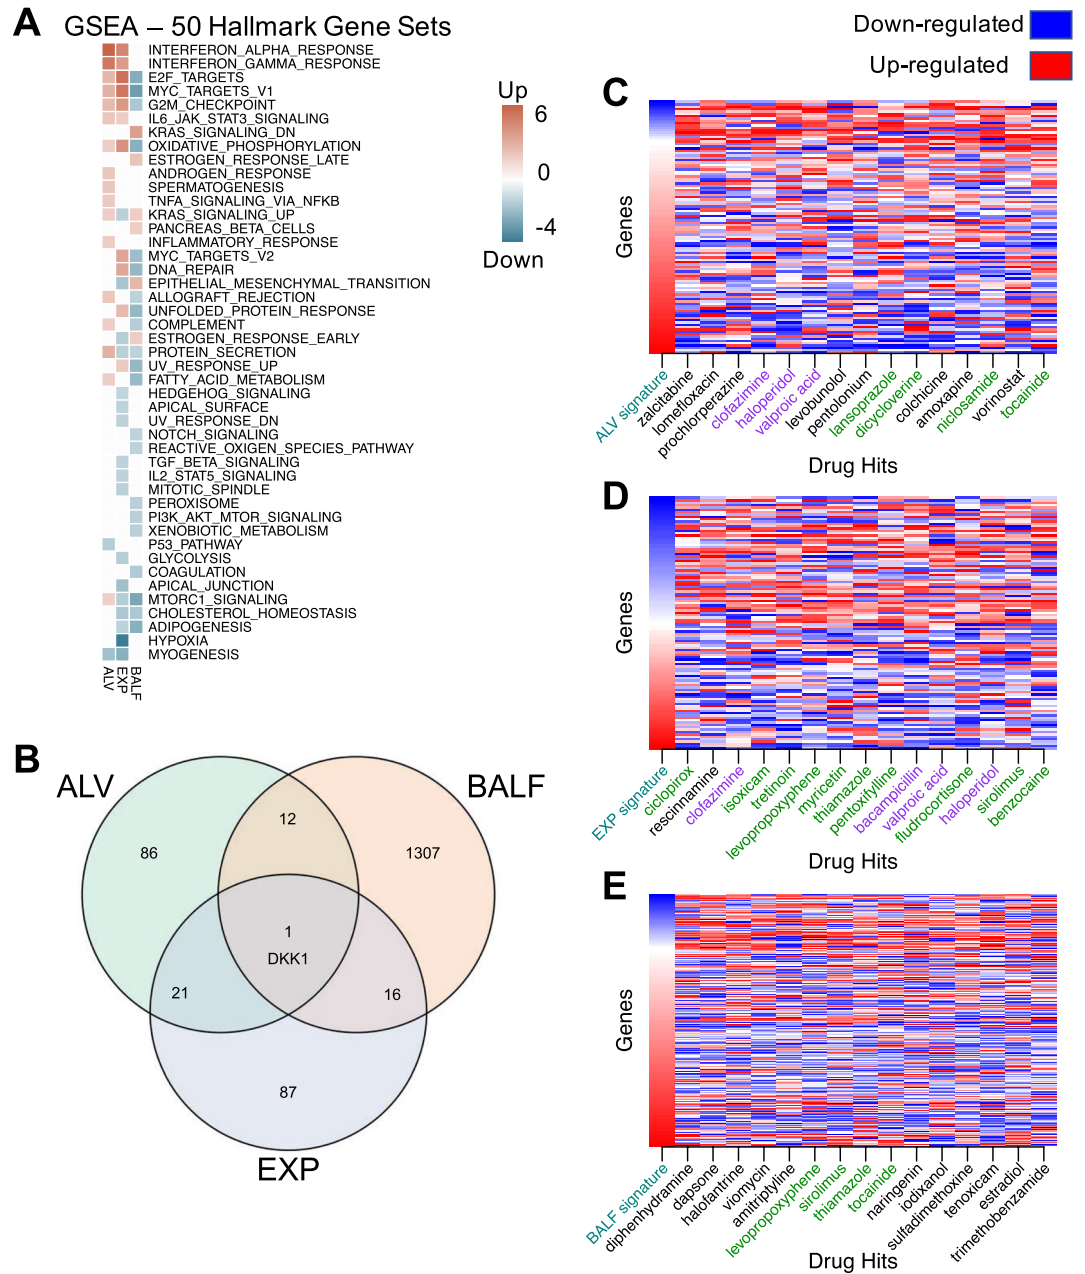 A
GSEA – 50 Hallmark Gene Sets
INTERFERON_ALPHA_RESPONSE
INTERFERON_GAMMA_RESPONSE
E2F_TARGETS
MYC_TARGETS_V1
G2M_CHECKPOINT
IL6_JAK_STAT3_SIGNALING
KRAS_SIGNALING_DN
OXIDATIVE_PHOSPHORYLATION
ESTROGEN_RESPONSE_LATE
ANDROGEN_RESPONSE
SPERMATOGENESIS
TNFA_SIGNALING_VIA_NFKB
KRAS_SIGNALING_UP
PANCREAS_BETA_CELLS
INFLAMMATORY_RESPONSE
MYC_TARGETS_V2
DNA_REPAIR
EPITHELIAL_MESENCHYMAL_TRANSITION
ALLOGRAFT_REJECTION
UNFOLDED_PROTEIN_RESPONSE
COMPLEMENT
ESTROGEN_RESPONSE_EARLY
PROTEIN_SECRETION
UV_RESPONSE_UP
FATTY_ACID_METABOLISM
HEDGEHOG_SIGNALING
APICAL_SURFACE
UV_RESPONSE_DN
NOTCH_SIGNALING
REACTIVE_OXIGEN_SPECIES_PATHWAY
TGF_BETA_SIGNALING
IL2_STAT5_SIGNALING
MITOTIC_SPINDLE
PEROXISOME
PI3K_AKT_MTOR_SIGNALING
XENOBIOTIC_METABOLISM
P53_PATHWAY
GLYCOLYSIS
COAGULATION
APICAL_JUNCTION
MTORC1_SIGNALING
CHOLESTEROL_HOMEOSTASIS
ADIPOGENESIS
HYPOXIA
MYOGENESIS
ALV
EXP
BALF
Up
6
0
-4
Down
B
ALV
BALF
EXP
86
12
1307
1
DKK1
21
16
87
Down-regulated
Up-regulated
C
Genes
ALV signature
zalcitabine
lomefloxacin
prochlorperazine
clofazimine
haloperidol
valproic acid
levobunolol
pentolonium
lansoprazole
dicycloverine
colchicine
amoxapine
niclosamide
vorinostat
tocainide
Drug Hits
D
Genes
EXP signature
ciclopirox
rescinnamine
clofazimine
isoxicam
tretinoin
levopropoxyphene
myricetin
thiamazole
pentoxifylline
bacampicillin
valproic acid
fludrocortisone
haloperidol
sirolimus
benzocaine
Drug Hits
E
Genes
BALF signature
diphenhydramine
dapsone
halofantrine
viomycin
amitriptyline
levopropoxyphene
sirolimus
thiamazole
tocainide
naringenin
iodixanol
sulfadimethoxine
tenoxicam
estradiol
trimethobenzamide
Drug Hits